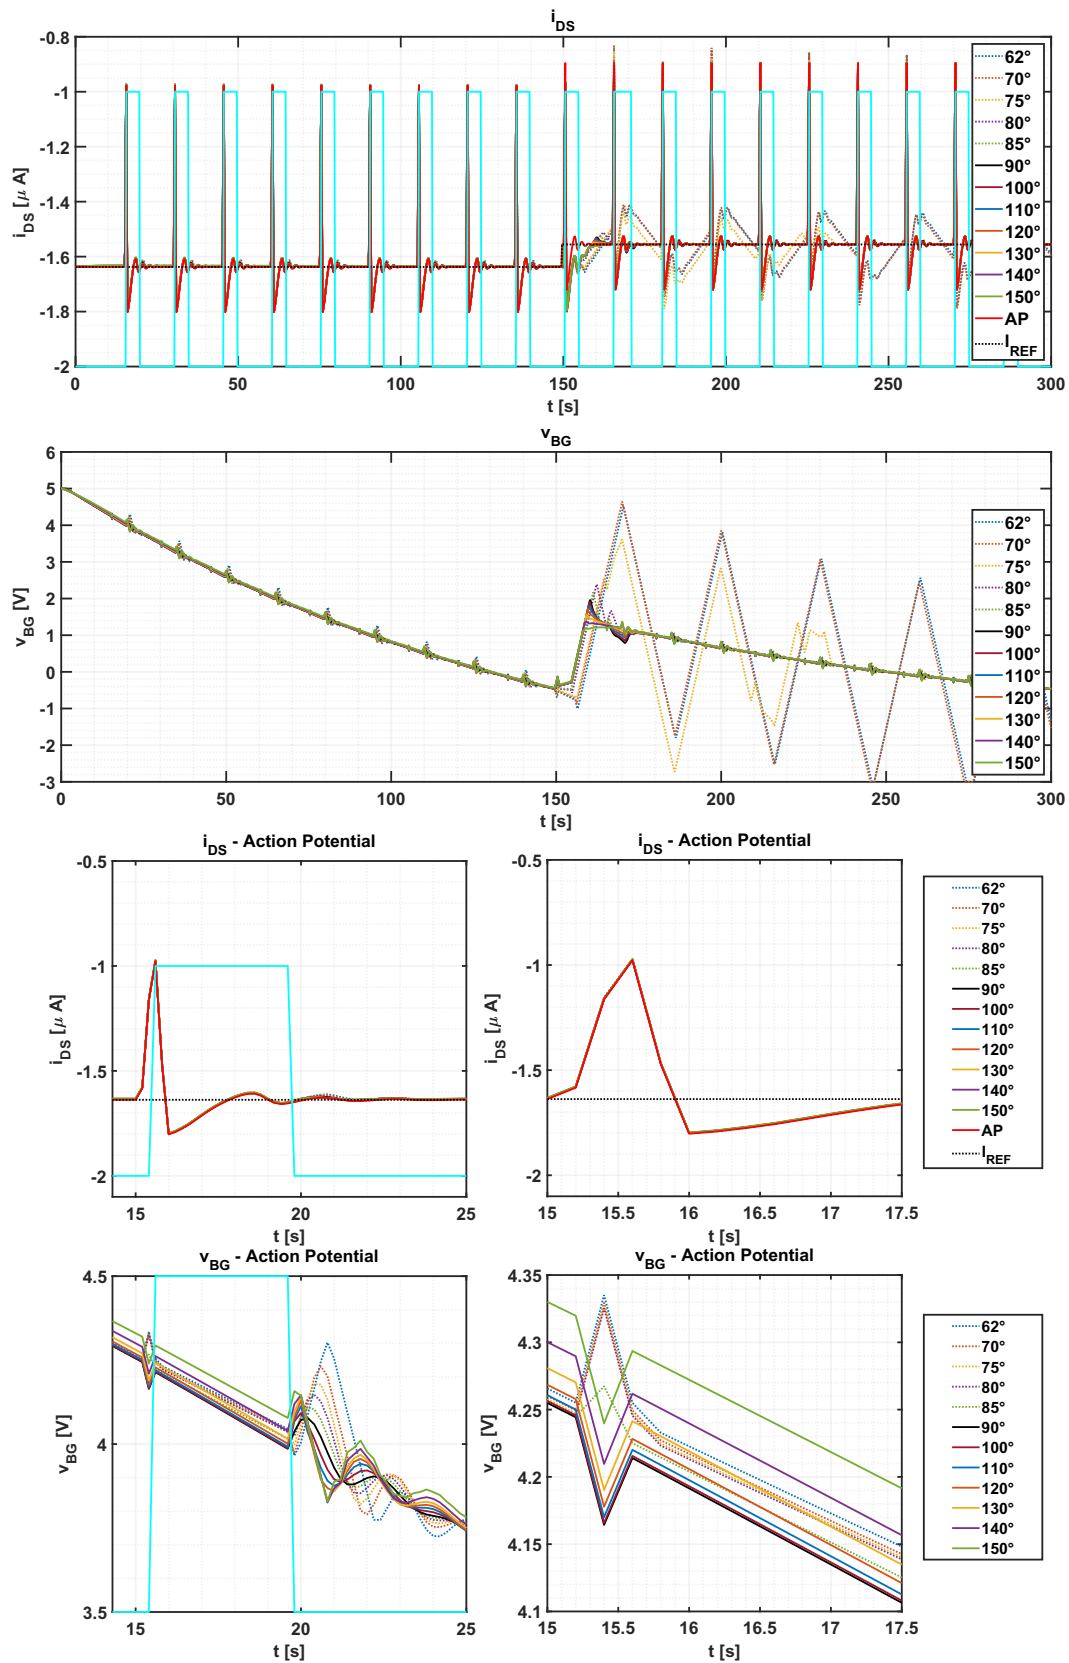 i_DS
-0.8
-1
-1.2
-1.4
-1.6
-1.8
-2
i_DS [μ A]
0 50 100 150 200 250 300
t [s]
62°
70°
75°
80°
85°
90°
100°
110°
120°
130°
140°
150°
AP
I_REF
v_BG
6
5
4
3
2
1
0
-1
-2
-3
v_BG [V]
0 50 100 150 200 250 300
t [s]
62°
70°
75°
80°
85°
90°
100°
110°
120°
130°
140°
150°
i_DS - Action Potential
-0.5
-1
-1.5
-2
i_DS [μ A]
15 20 25
t [s]
i_DS - Action Potential
-0.5
-1
-1.5
-2
i_DS [μ A]
15 15.5 16 16.5 17 17.5
t [s]
62°
70°
75°
80°
85°
90°
100°
110°
120°
130°
140°
150°
AP
I_REF
v_BG - Action Potential
4.5
4
3.5
v_BG [V]
15 20 25
t [s]
v_BG - Action Potential
4.35
4.3
4.25
4.2
4.15
4.1
v_BG [V]
15 15.5 16 16.5 17 17.5
t [s]
62°
70°
75°
80°
85°
90°
100°
110°
120°
130°
140°
150°